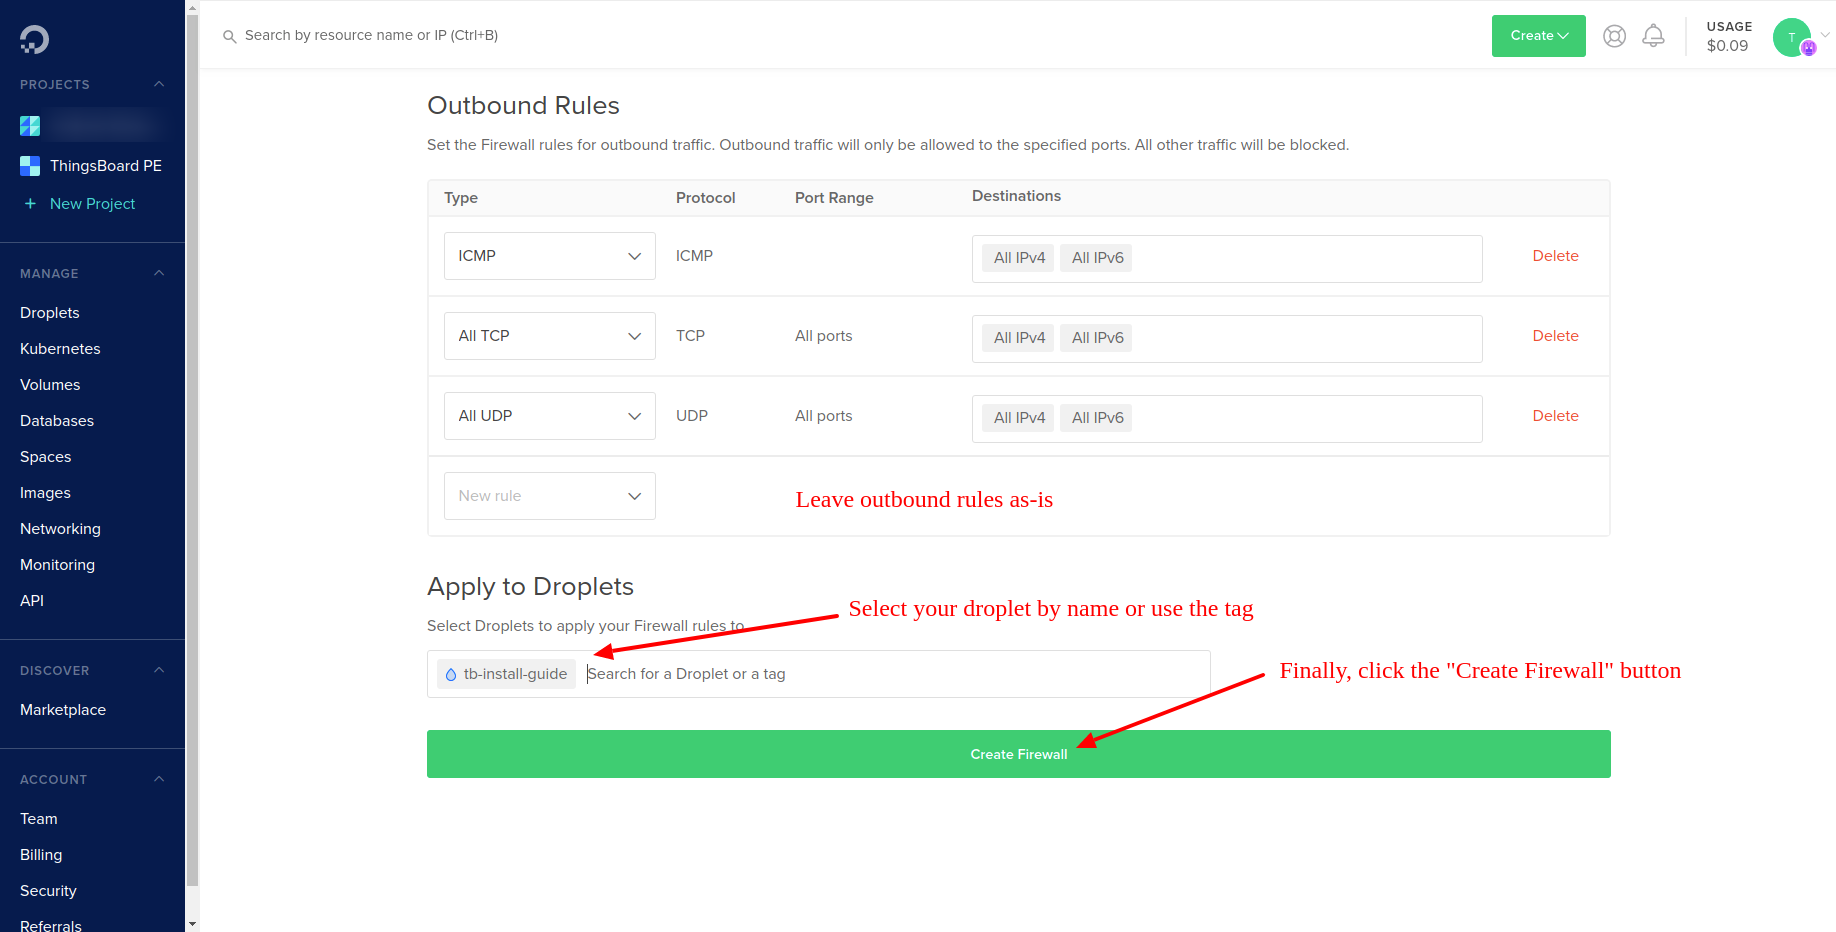 PROJECTS
ThingsBoard PE
+ New Project
MANAGE
Droplets
Kubernetes
Volumes
Databases
Spaces
Images
Networking
Monitoring
API
DISCOVER
Marketplace
ACCOUNT
Team
Billing
Security
Referrals
Search by resource name or IP (Ctrl+B)
Create
USAGE
$0.09
T
Outbound Rules
Set the Firewall rules for outbound traffic. Outbound traffic will only be allowed to the specified ports. All other traffic will be blocked.
Type Protocol Port Range Destinations
ICMP ICMP All IPv4 All IPv6 Delete
All TCP TCP All ports All IPv4 All IPv6 Delete
All UDP UDP All ports All IPv4 All IPv6 Delete
New rule Leave outbound rules as-is
Apply to Droplets
Select your droplet by name or use the tag
Select Droplets to apply your Firewall rules to
tb-install-guide Search for a Droplet or a tag
Finally, click the "Create Firewall" button
Create Firewall